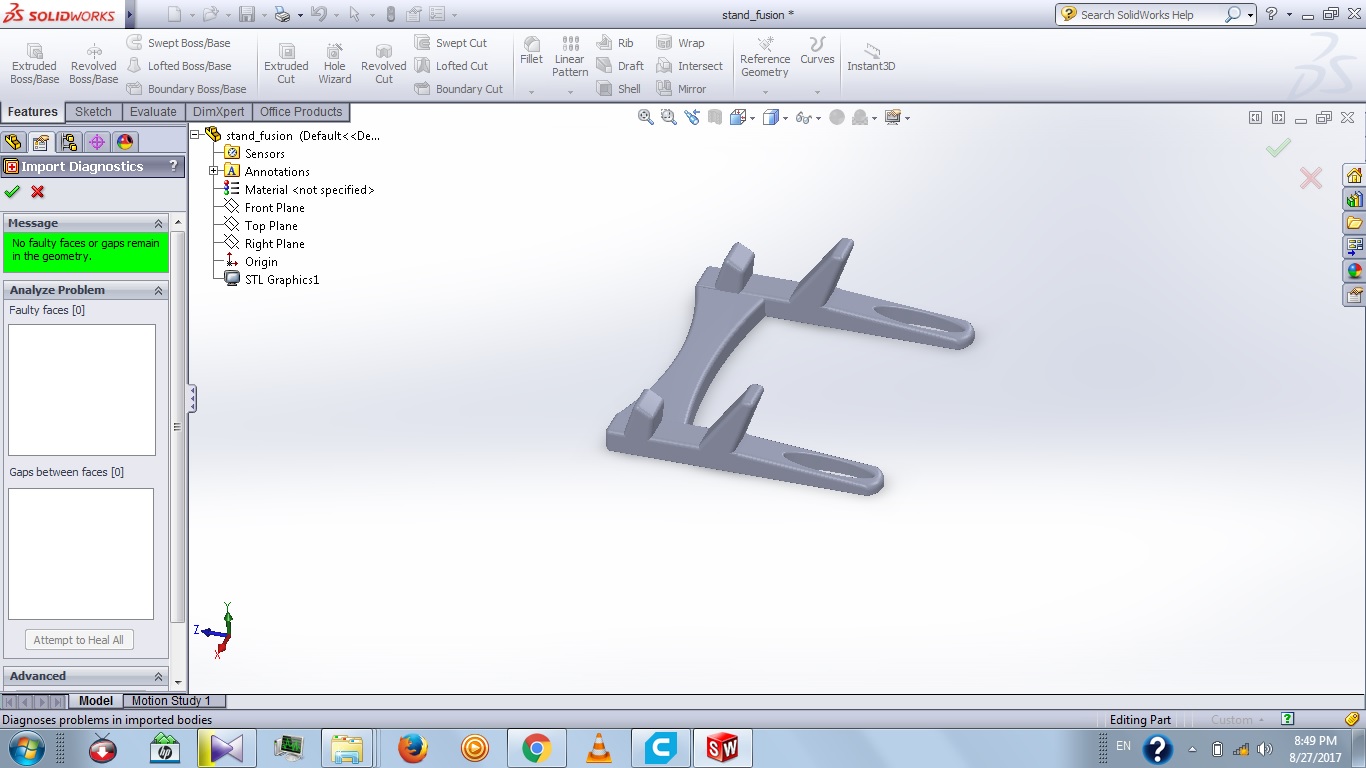 SOLIDWORKS
stand_fusion *
Search SolidWorks Help
?
Extruded
Boss/Base
Revolved
Boss/Base
Swept Boss/Base
Lofted Boss/Base
Boundary Boss/Base
Extruded
Cut
Hole
Wizard
Revolved
Cut
Swept Cut
Lofted Cut
Boundary Cut
Fillet
Linear
Pattern
Rib
Draft
Shell
Wrap
Intersect
Mirror
Reference
Geometry
Curves
Instant3D
Features
Sketch
Evaluate
DimXpert
Office Products
Import Diagnostics
?
Message
No faulty faces or gaps remain
in the geometry.
Analyze Problem
Faulty faces [0]
Gaps between faces [0]
Attempt to Heal All
Advanced
stand_fusion (Default<<De...
Sensors
A
Annotations
Material <not specified>
Front Plane
Top Plane
Right Plane
Origin
STL Graphics1
Y
Z
X
Model
Motion Study 1
Diagnoses problems in imported bodies
Editing Part
Custom
?
hp
C
SW
EN
?
8:49 PM
8/27/2017